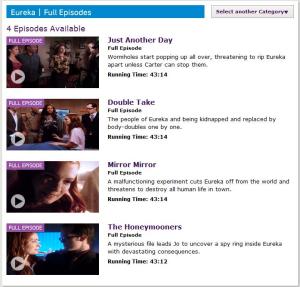 Eureka | Full Episodes
Select another Category▼
4 Episodes Available
FULL EPISODE
Just Another Day
Full Episode
Wormholes start popping up all over, threatening to rip Eureka
apart unless Carter can stop them.
Running Time: 43:14
FULL EPISODE
Double Take
Full Episode
The people of Eureka and being kidnapped and replaced by
body-doubles one by one.
Running Time: 43:14
FULL EPISODE
Mirror Mirror
Full Episode
A malfunctioning experiment cuts Eureka off from the world and
threatens to destroy all human life in town.
Running Time: 43:14
FULL EPISODE
The Honeymooners
Full Episode
A mysterious file leads Jo to uncover a spy ring inside Eureka
with devastating consequences.
Running Time: 43:12